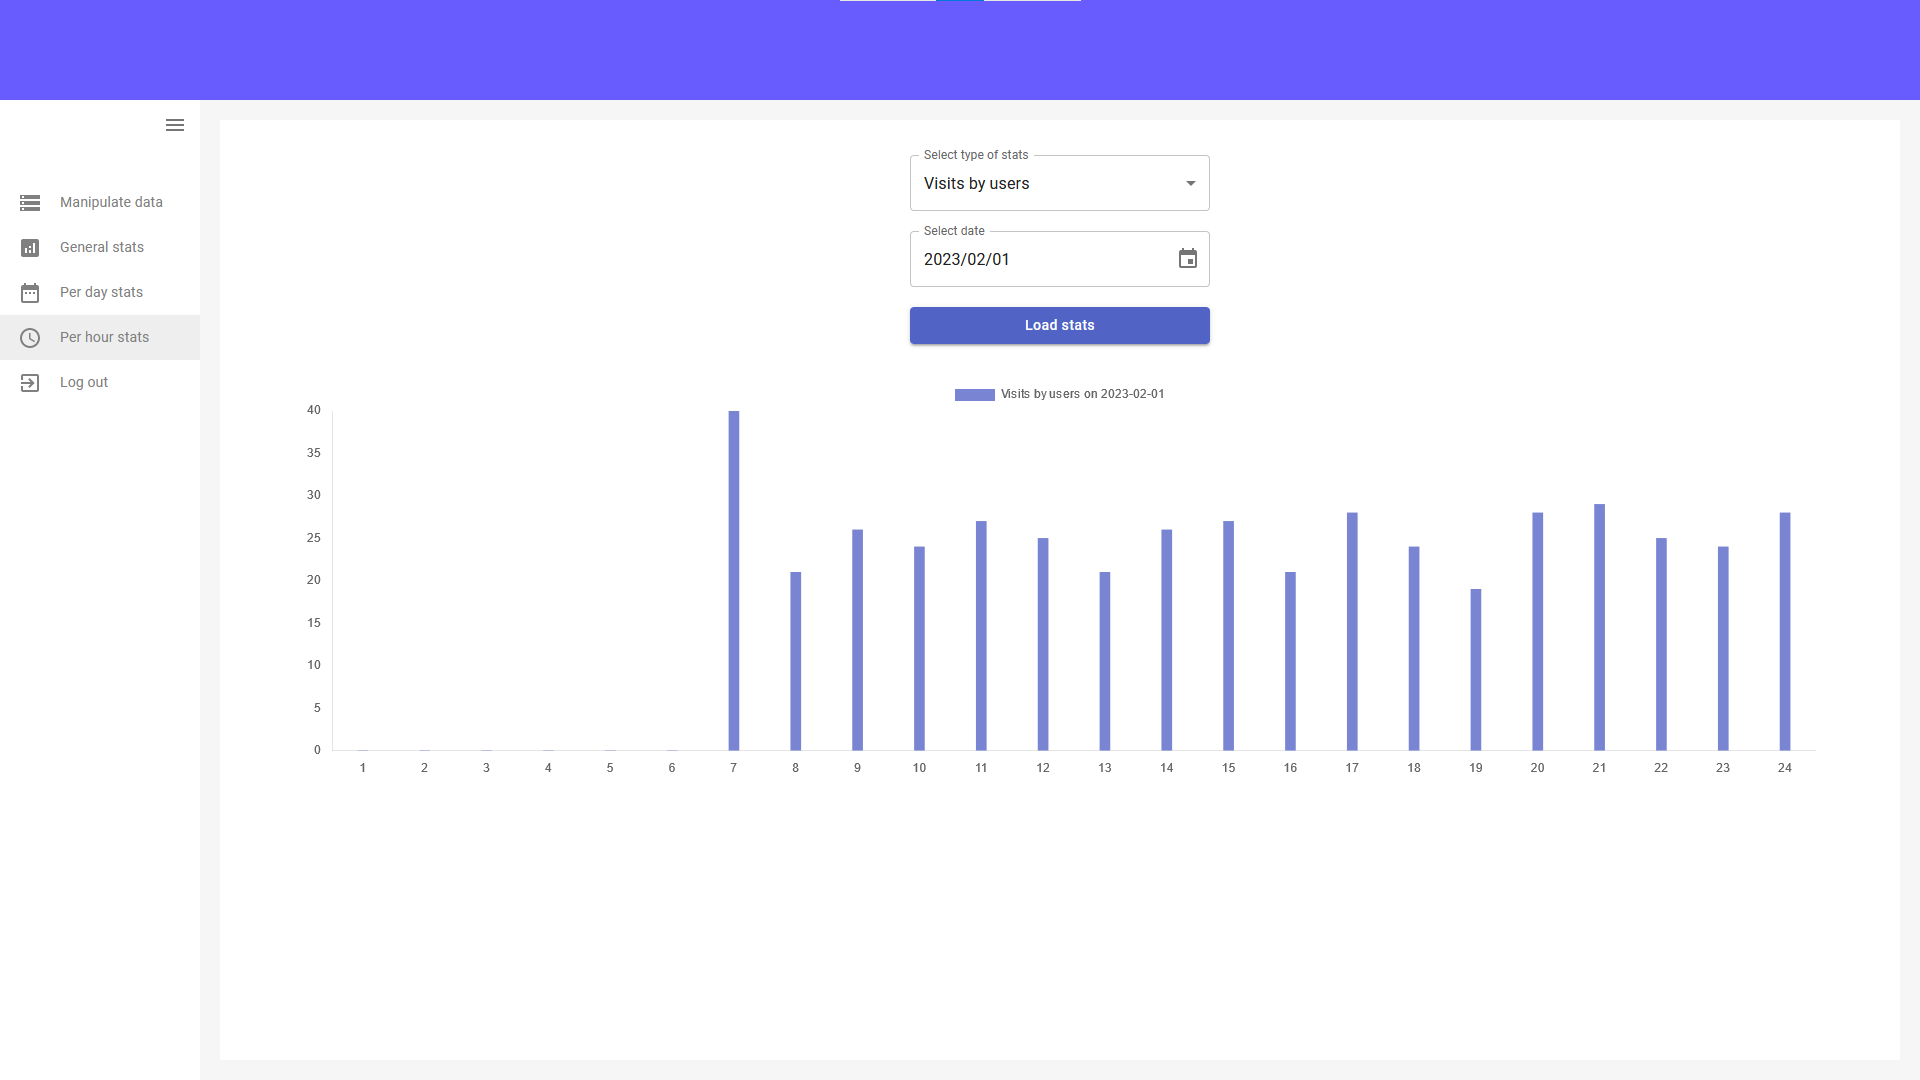 Manipulate data
General stats
Per day stats
Per hour stats
Log out
Select type of stats
Visits by users
Select date
2023/02/01
Load stats
Visits by users on 2023-02-01
40
35
30
25
20
15
10
5
0
1 2 3 4 5 6 7 8 9 10 11 12 13 14 15 16 17 18 19 20 21 22 23 24